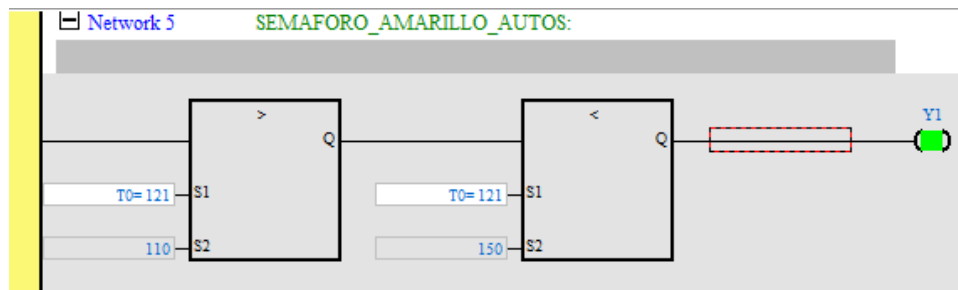 Network 5 SEMAFORO_AMARILLO_AUTOS:
> < Y1
Q Q
T0= 121 S1 T0= 121 S1
110 S2 150 S2